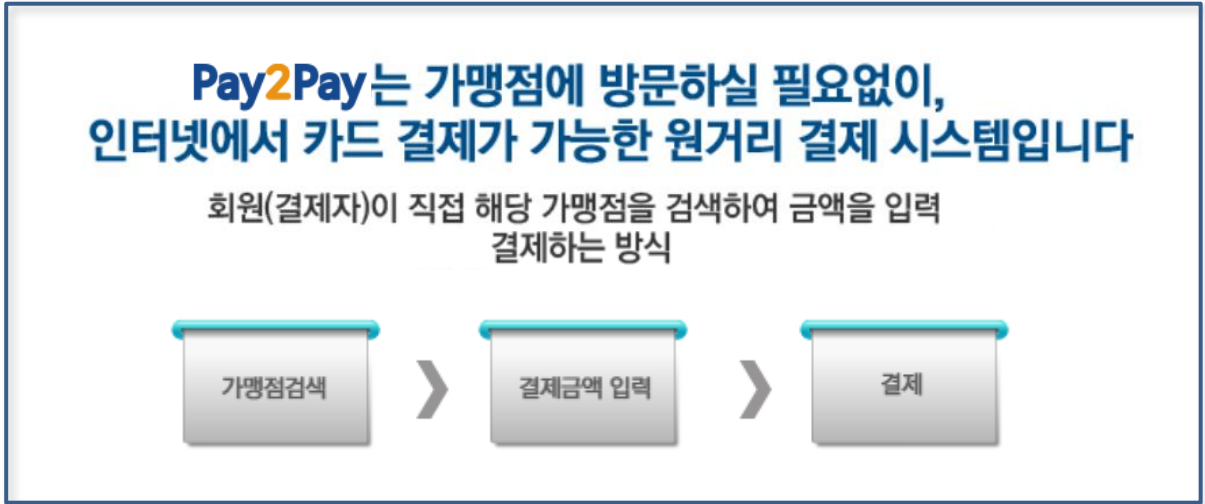 Pay2Pay는 가맹점에 방문하실 필요없이,
인터넷에서 카드 결제가 가능한 원거리 결제 시스템입니다
회원(결제자)이 직접 해당 가맹점을 검색하여 금액을 입력
결제하는 방식
가맹점검색
결제금액 입력
결제